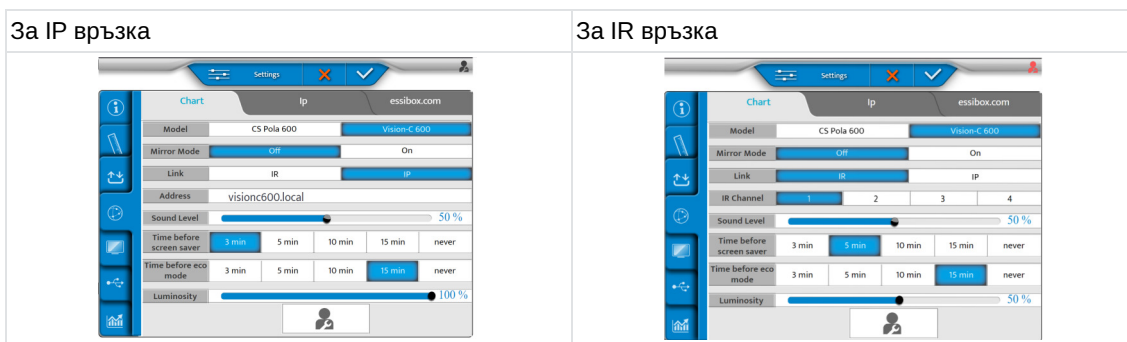 За IP връзка
За IR връзка
Settings
Chart Ip essibox.com
Model CS Pola 600 Vision-C 600
Mirror Mode Off On
Link IR IP
Address visionc600.local
Sound Level 50 %
Time before screen saver 3 min 5 min 10 min 15 min never
Time before eco mode 3 min 5 min 10 min 15 min never
Luminosity 100 %
Settings
Chart Ip essibox.com
Model CS Pola 600 Vision-C 600
Mirror Mode Off On
Link IR IP
IR Channel 1 2 3 4
Sound Level 50 %
Time before screen saver 3 min 5 min 10 min 15 min never
Time before eco mode 3 min 5 min 10 min 15 min never
Luminosity 50 %